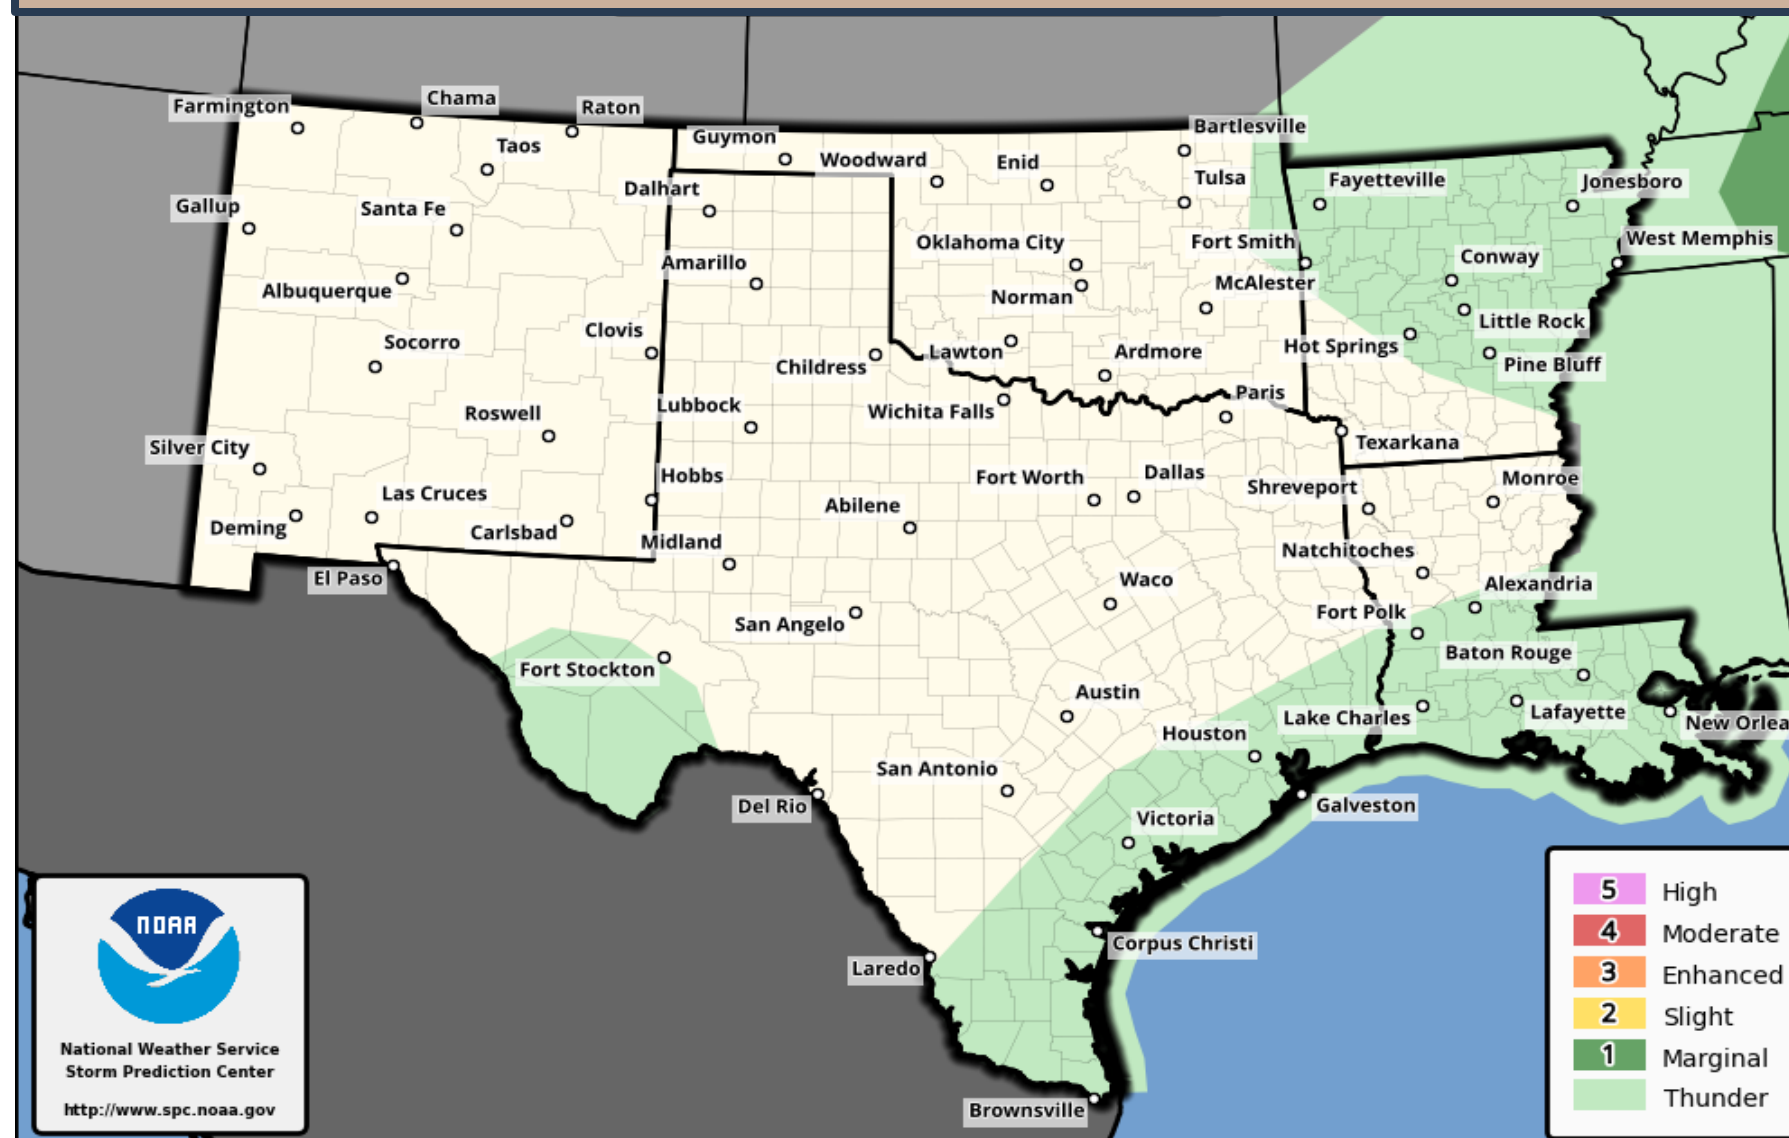 Farmington
Chama
Raton
Taos
Guymon
Woodward
Enid
Bartlesville
Tulsa
Fayetteville
Jonesboro
Gallup
Santa Fe
Dalhart
Oklahoma City
Fort Smith
West Memphis
Amarillo
Conway
Albuquerque
Norman
McAlester
Little Rock
Socorro
Clovis
Childress
Lawton
Ardmore
Hot Springs
Pine Bluff
Roswell
Lubbock
Wichita Falls
Paris
Silver City
Texarkana
Hobbs
Fort Worth
Dallas
Shreveport
Monroe
Las Cruces
Abilene
Deming
Carlsbad
Midland
Natchitoches
El Paso
Waco
Alexandria
San Angelo
Fort Polk
Fort Stockton
Baton Rouge
Austin
Houston
Lake Charles
Lafayette
New Orlea
San Antonio
Del Rio
Galveston
Victoria
Corpus Christi
Laredo
Brownsville
NOAA
National Weather Service
Storm Prediction Center
http://www.spc.noaa.gov
5 High
4 Moderate
3 Enhanced
2 Slight
1 Marginal
Thunder